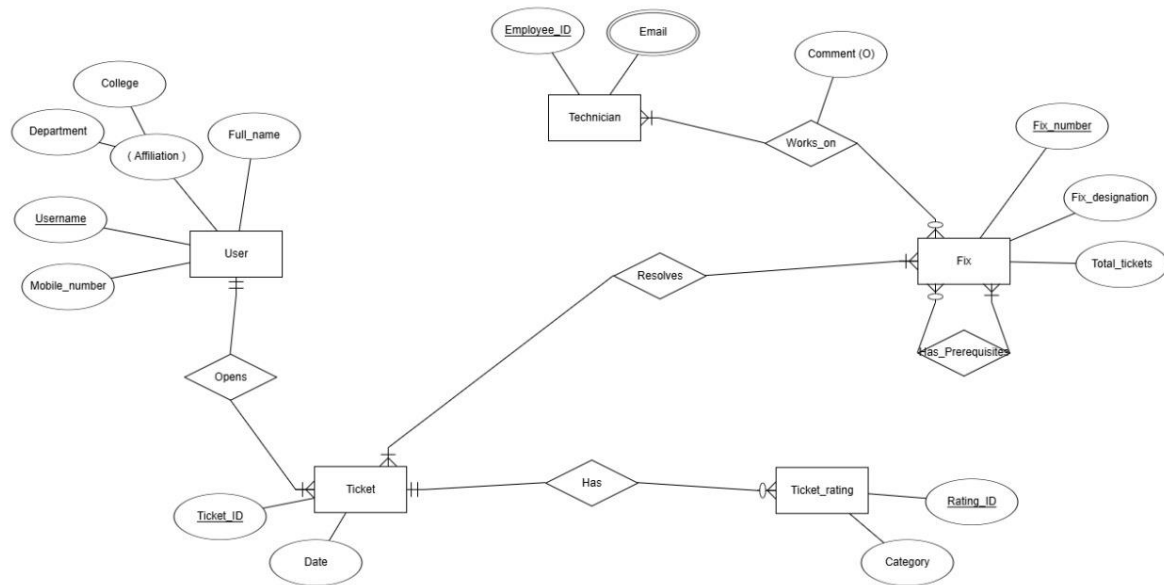 Employee_ID
Email
Comment (O)
College
Department
Full_name
( Affiliation )
Technician
Works_on
Fix_number
Fix_designation
Username
User
Mobile_number
Resolves
Fix
Total_tickets
Has_Prerequisites
Opens
Ticket
Has
Ticket_rating
Ticket_ID
Rating_ID
Date
Category